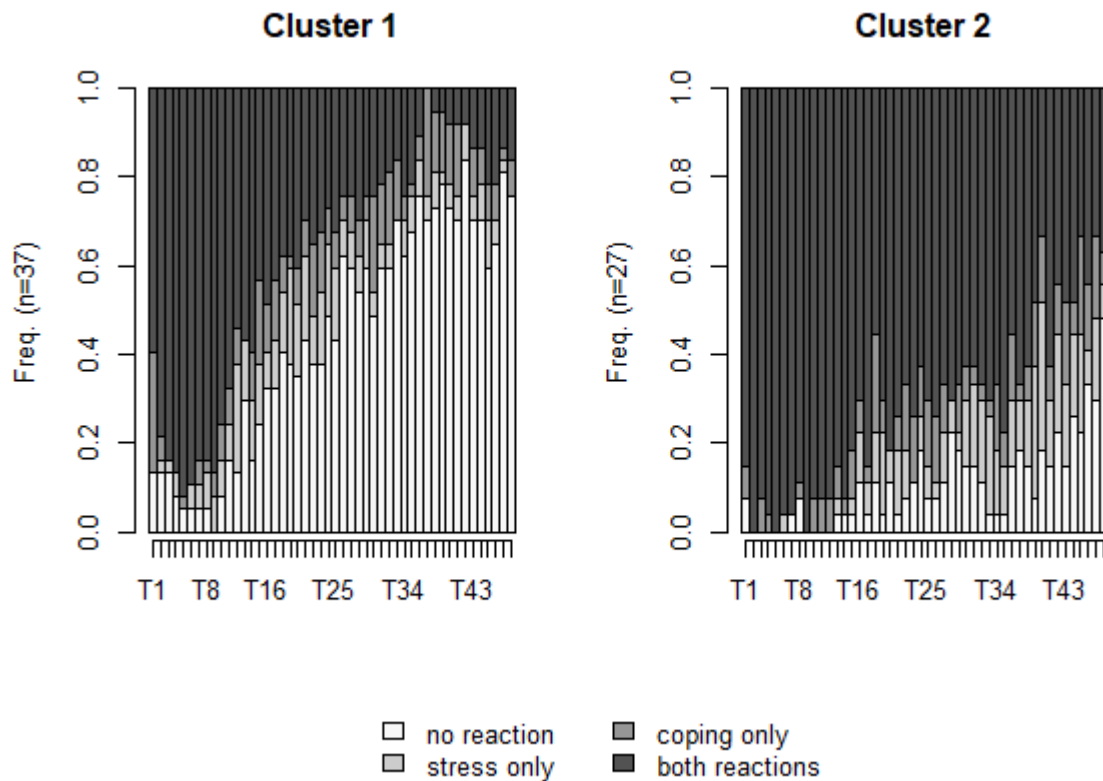 Cluster 1
Cluster 2
Freq. (n=37)
1.0
0.8
0.6
0.4
0.2
0.0
T1 T8 T16 T25 T34 T43
Freq. (n=27)
1.0
0.8
0.6
0.4
0.2
0.0
T1 T8 T16 T25 T34 T43
no reaction
stress only
coping only
both reactions